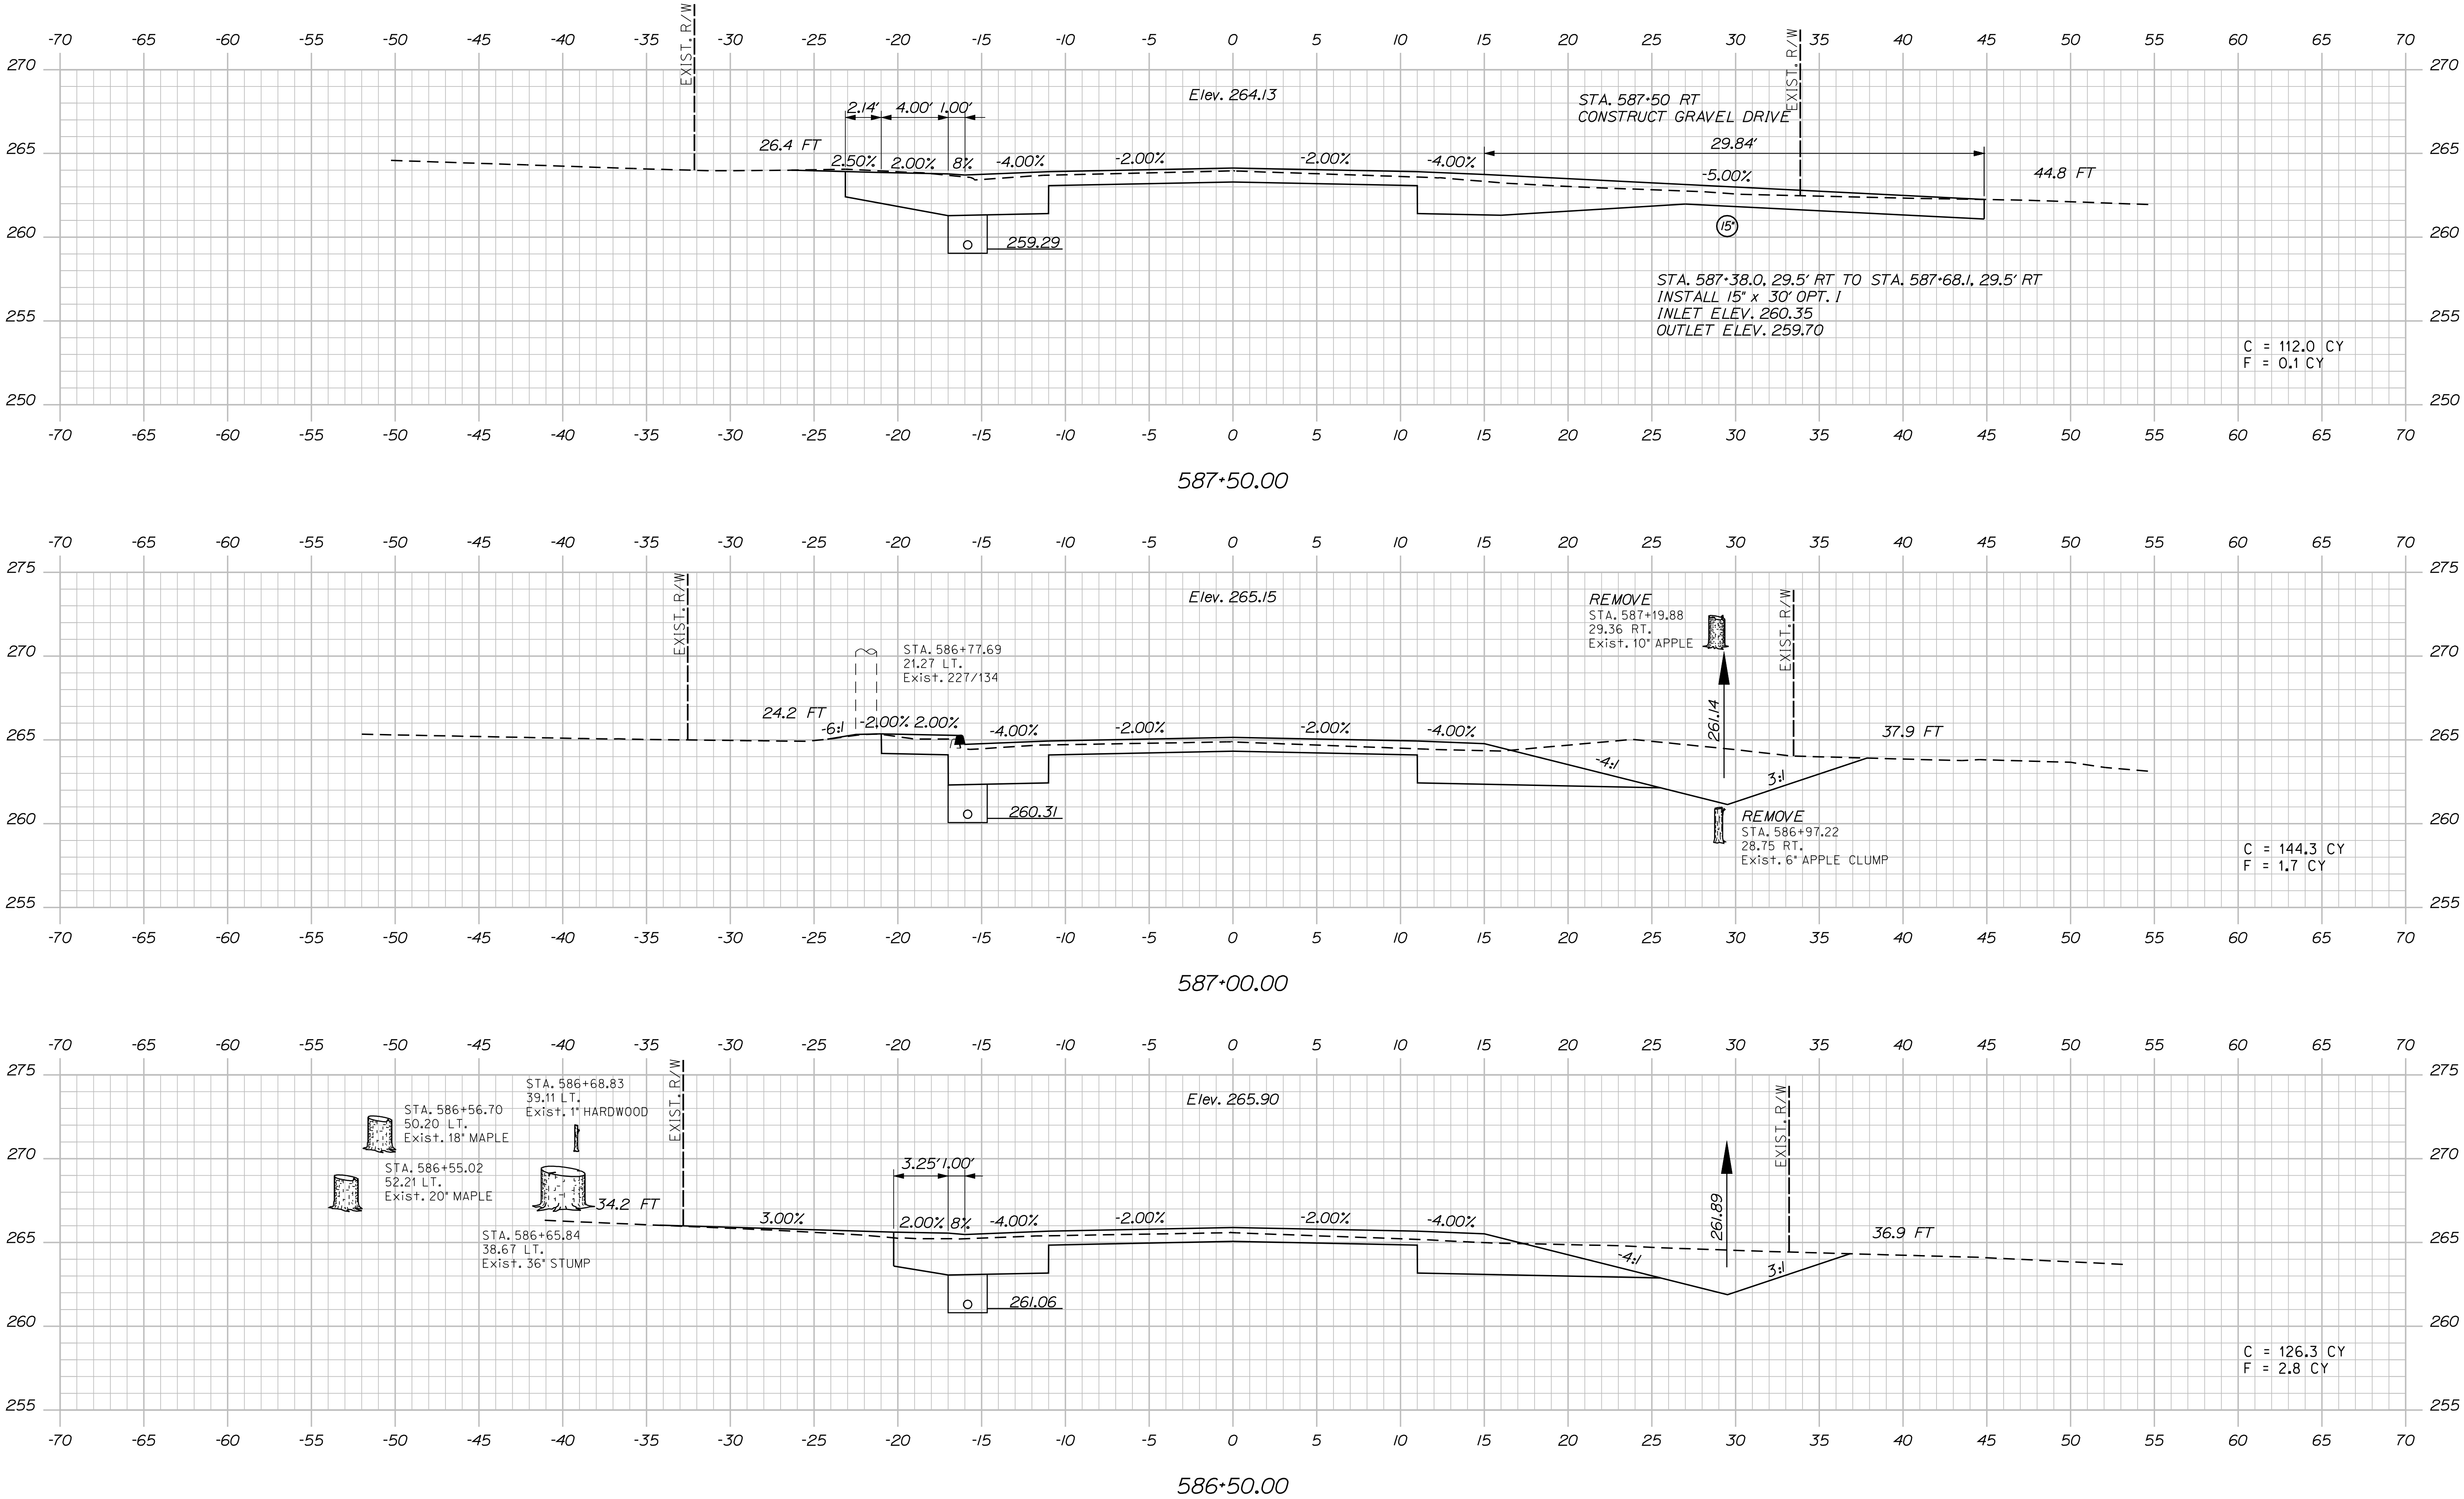 -70 -65 -60 -55 -50 -45 -40 -35 -30 -25 -20 -15 -10 -5 0 5 10 15 20 25 30 35 40 45 50 55 60 65 70
EXIST. R/W
EXIST. R/W
270 270
Elev. 264.13
STA. 587+50 RT
CONSTRUCT GRAVEL DRIVE
2.14' 4.00' 1.00'
29.84'
26.4 FT
265 265
2.50% 2.00% 8% -4.00% -2.00% -2.00% -4.00%
-5.00%
44.8 FT
15"
260 260
259.29
STA. 587+38.0, 29.5' RT TO STA. 587+68.1, 29.5' RT
INSTALL 15" x 30' OPT. I
INLET ELEV. 260.35
OUTLET ELEV. 259.70
255 255
C = 112.0 CY
F = 0.1 CY
250 250
-70 -65 -60 -55 -50 -45 -40 -35 -30 -25 -20 -15 -10 -5 0 5 10 15 20 25 30 35 40 45 50 55 60 65 70
587+50.00
-70 -65 -60 -55 -50 -45 -40 -35 -30 -25 -20 -15 -10 -5 0 5 10 15 20 25 30 35 40 45 50 55 60 65 70
275 275
EXIST. R/W
EXIST. R/W
Elev. 265.15
REMOVE
STA. 587+19.88
29.36 RT.
Exist. 10" APPLE
270 270
STA. 586+77.69
21.27 LT.
Exist. 227/134
24.2 FT
-6:1 -2.00% 2.00% -4.00% -2.00% -2.00% -4.00%
261.14
37.9 FT
265 265
-4:1
3:1
260.31
260 260
REMOVE
STA. 586+97.22
28.75 RT.
Exist. 6" APPLE CLUMP
C = 144.3 CY
F = 1.7 CY
255 255
-70 -65 -60 -55 -50 -45 -40 -35 -30 -25 -20 -15 -10 -5 0 5 10 15 20 25 30 35 40 45 50 55 60 65 70
587+00.00
-70 -65 -60 -55 -50 -45 -40 -35 -30 -25 -20 -15 -10 -5 0 5 10 15 20 25 30 35 40 45 50 55 60 65 70
275 275
EXIST. R/W
EXIST. R/W
STA. 586+68.83
39.11 LT.
Exist. 1" HARDWOOD
Elev. 265.90
STA. 586+56.70
50.20 LT.
Exist. 18" MAPLE
270 270
STA. 586+55.02
52.21 LT.
Exist. 20" MAPLE
3.25' 1.00'
34.2 FT
3.00% 2.00% 8% -4.00% -2.00% -2.00% -4.00%
261.89
36.9 FT
265 265
STA. 586+65.84
38.67 LT.
Exist. 36" STUMP
-4:1
3:1
261.06
260 260
C = 126.3 CY
F = 2.8 CY
255 255
-70 -65 -60 -55 -50 -45 -40 -35 -30 -25 -20 -15 -10 -5 0 5 10 15 20 25 30 35 40 45 50 55 60 65 70
586+50.00